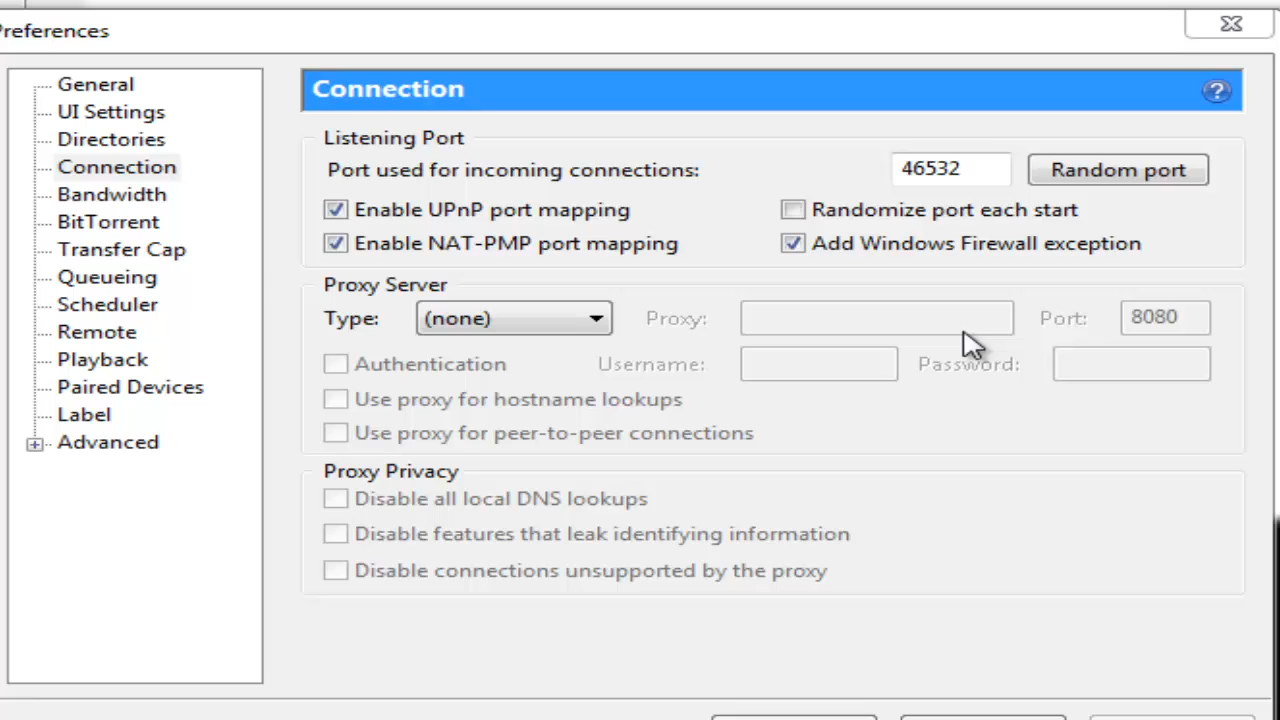 Preferences
General
UI Settings
Directories
Connection
Bandwidth
BitTorrent
Transfer Cap
Queueing
Scheduler
Remote
Playback
Paired Devices
Label
Advanced
Connection
Listening Port
Port used for incoming connections: 46532 Random port
Enable UPnP port mapping Randomize port each start
Enable NAT-PMP port mapping Add Windows Firewall exception
Proxy Server
Type: (none) Proxy: Port: 8080
Authentication Username: Password:
Use proxy for hostname lookups
Use proxy for peer-to-peer connections
Proxy Privacy
Disable all local DNS lookups
Disable features that leak identifying information
Disable connections unsupported by the proxy